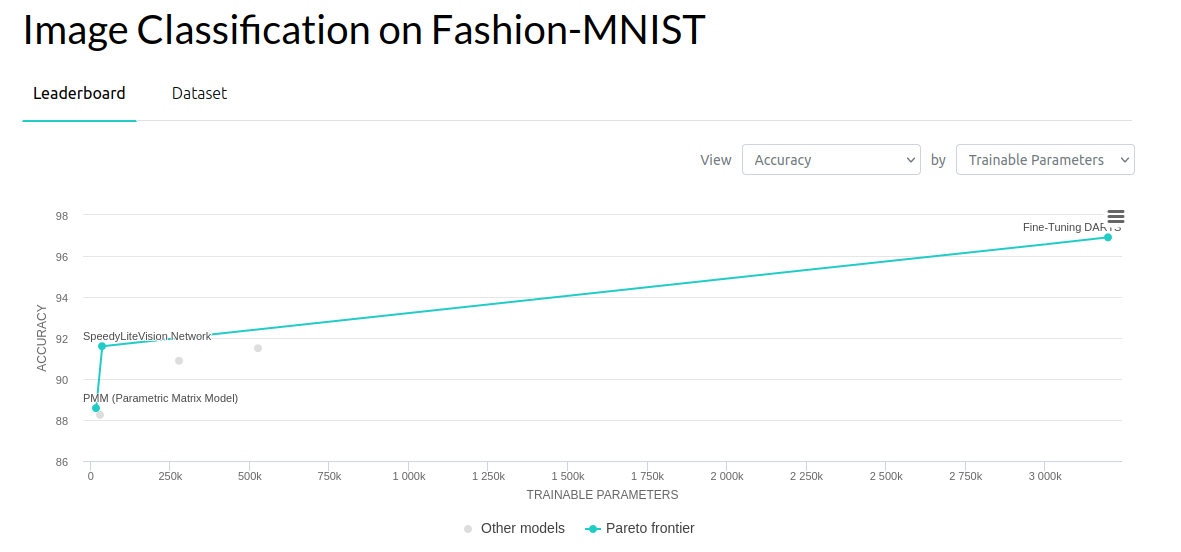 Image Classification on Fashion-MNIST
Leaderboard Dataset
View Accuracy by Trainable Parameters
98
Fine-Tuning DARTS
96
94
92
SpeedyLiteVision Network
90
PMM (Parametric Matrix Model)
88
86
ACCURACY
0 250k 500k 750k 1 000k 1 250k 1 500k 1 750k 2 000k 2 250k 2 500k 2 750k 3 000k
TRAINABLE PARAMETERS
Other models Pareto frontier